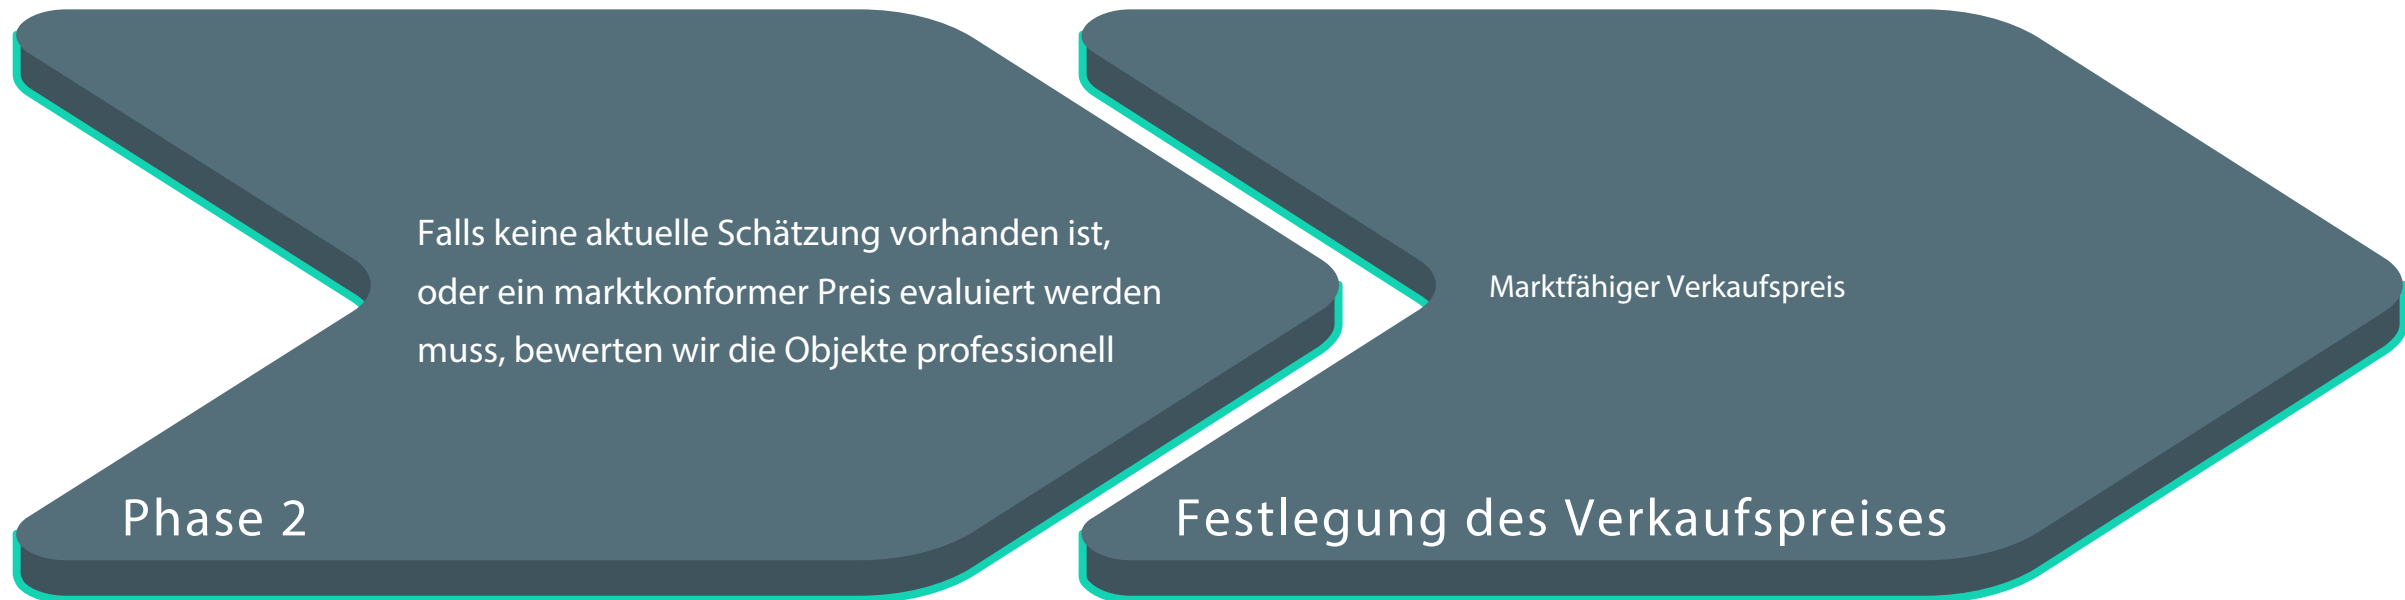 Falls keine aktuelle Schätzung vorhanden ist,
oder ein marktkonformer Preis evaluiert werden
muss, bewerten wir die Objekte professionell
Phase 2
Marktfähiger Verkaufspreis
Festlegung des Verkaufspreises